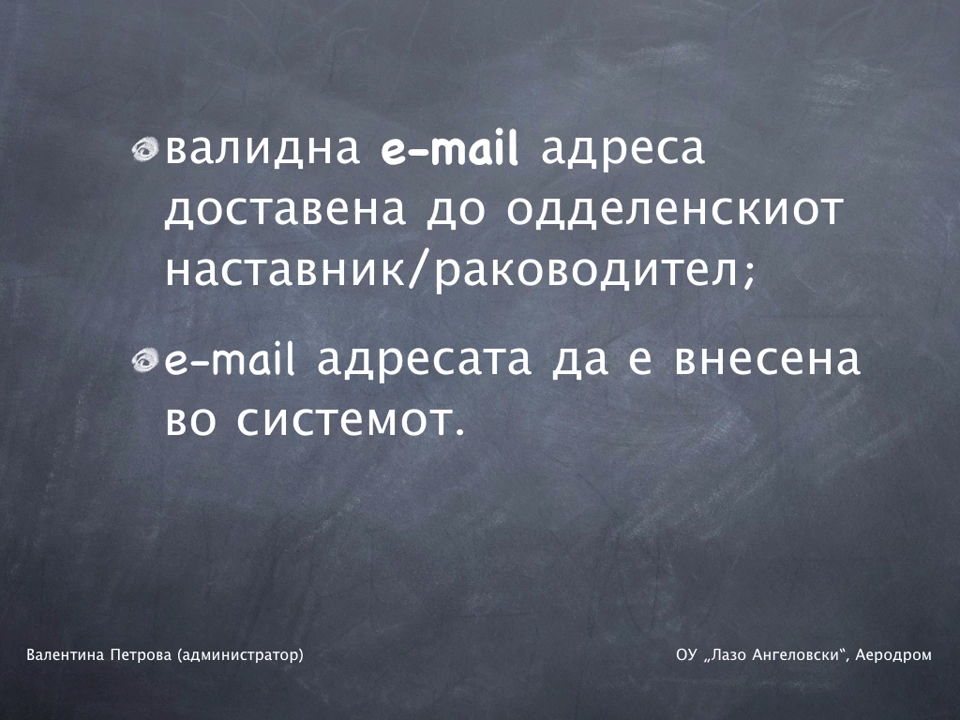 валидна e-mail адреса
доставена до одделенскиот
наставник/раководител;
e-mail адресата да е внесена
во системот.
Валентина Петрова (администратор)
ОУ „Лазо Ангеловски“, Аеродром